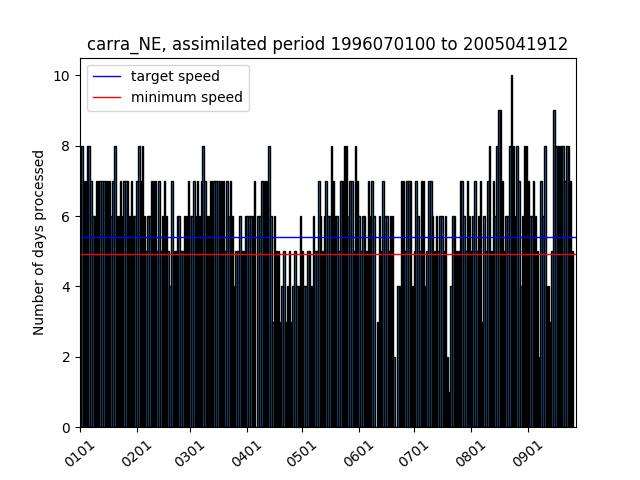 carra_NE, assimilated period 1996070100 to 2005041912
target speed
minimum speed
Number of days processed
10
8
6
4
2
0
0101 0201 0301 0401 0501 0601 0701 0801 0901